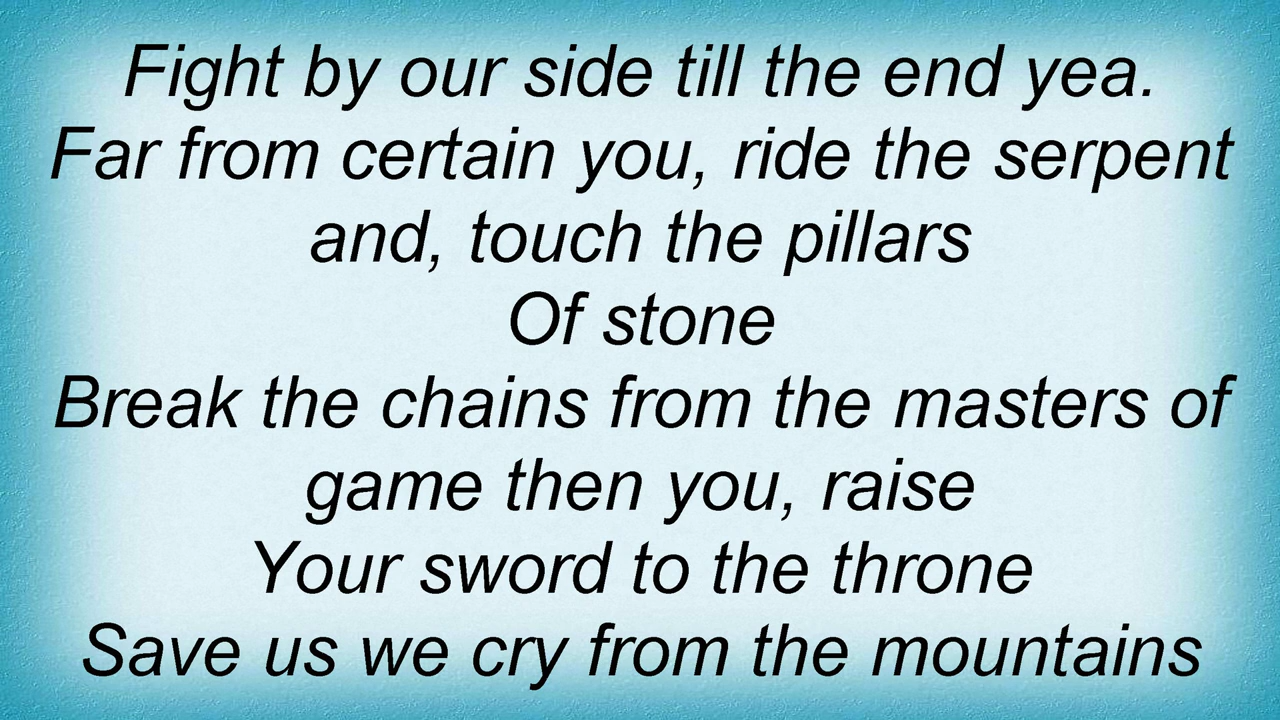 Fight by our side till the end yea.
Far from certain you, ride the serpent
and, touch the pillars
Of stone
Break the chains from the masters of
game then you, raise
Your sword to the throne
Save us we cry from the mountains